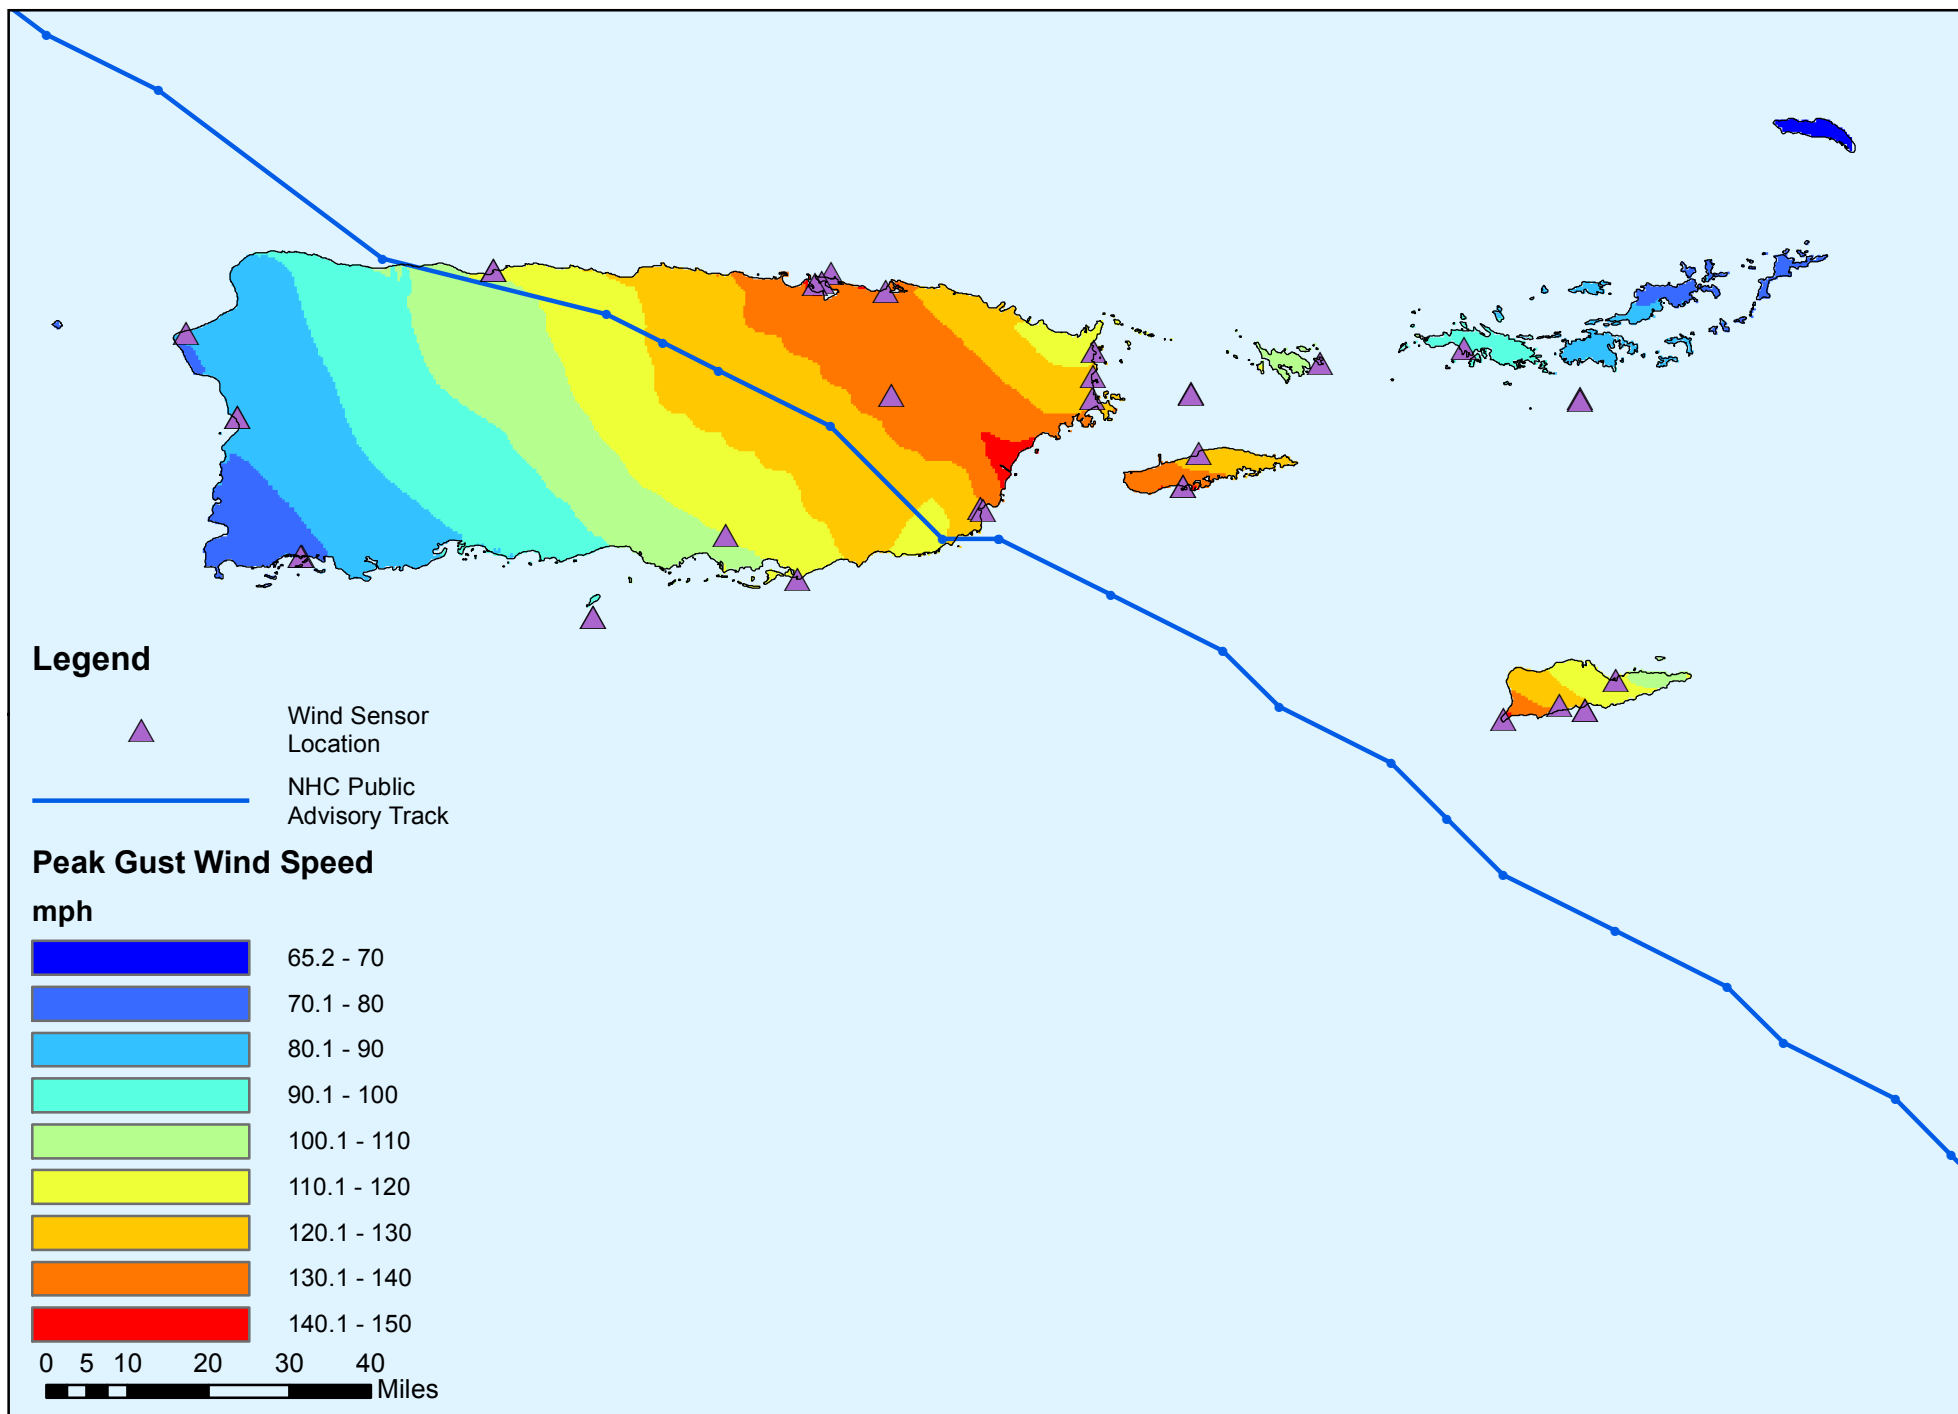 Legend
Wind Sensor
Location
NHC Public
Advisory Track
Peak Gust Wind Speed
mph
65.2 - 70
70.1 - 80
80.1 - 90
90.1 - 100
100.1 - 110
110.1 - 120
120.1 - 130
130.1 - 140
140.1 - 150
0 5 10 20 30 40
Miles